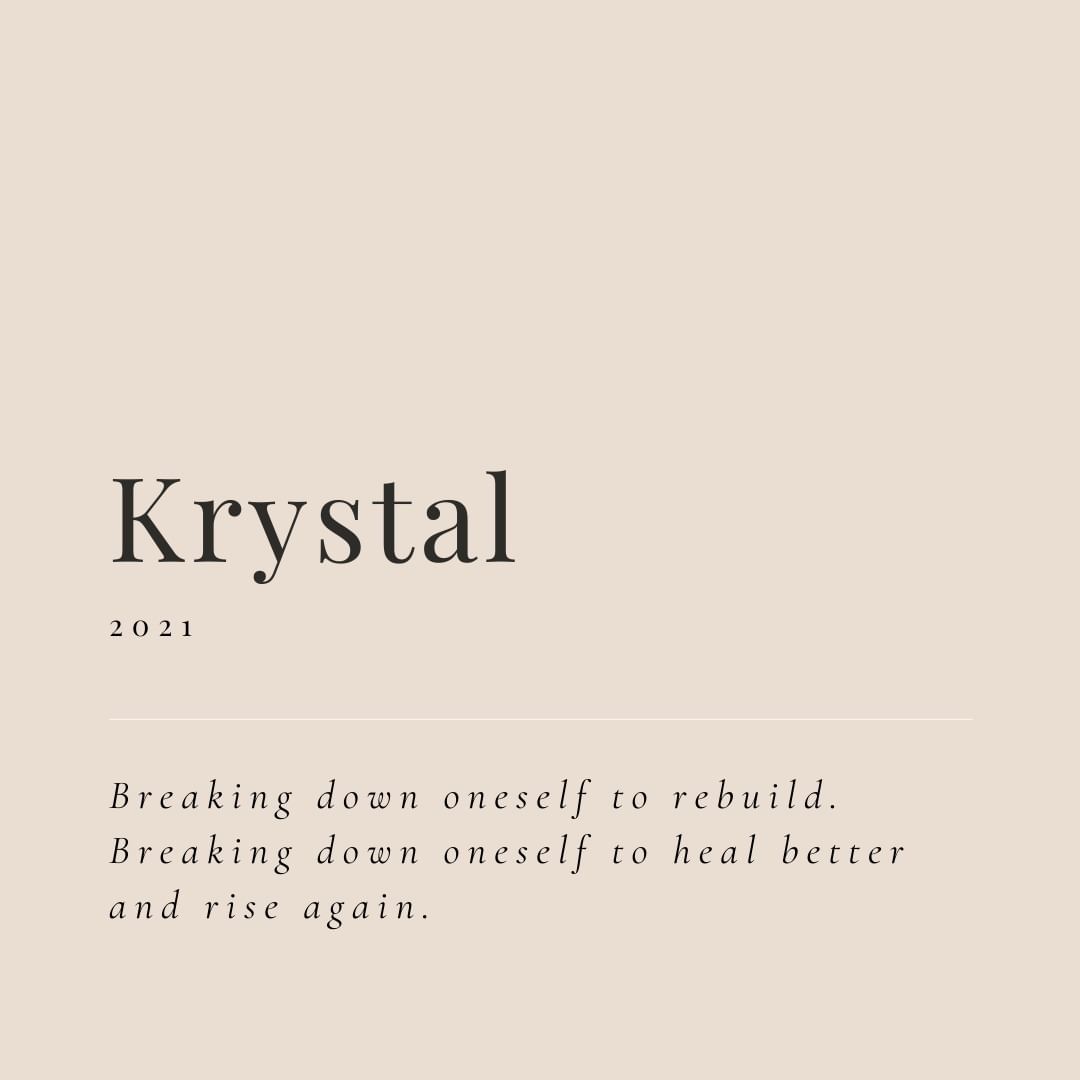 Krystal
2021
Breaking down oneself to rebuild.
Breaking down oneself to heal better
and rise again.